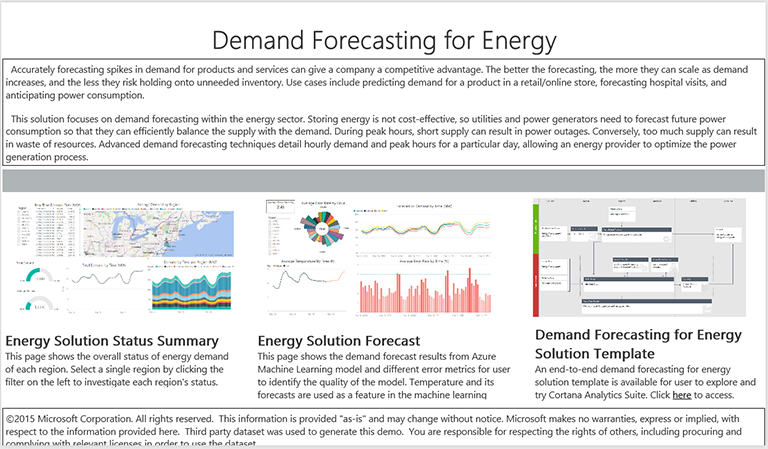 Demand Forecasting for Energy
Accurately forecasting spikes in demand for products and services can give a company a competitive advantage. The better the forecasting, the more they can scale as demand
increases, and the less they risk holding onto unneeded inventory. Use cases include predicting demand for a product in a retail/online store, forecasting hospital visits, and
anticipating power consumption.
This solution focuses on demand forecasting within the energy sector. Storing energy is not cost-effective, so utilities and power generators need to forecast future power
consumption so that they can efficiently balance the supply with the demand. During peak hours, short supply can result in power outages. Conversely, too much supply can result
in waste of resources. Advanced demand forecasting techniques detail hourly demand and peak hours for a particular day, allowing an energy provider to optimize the power
generation process.
Energy Solution Status Summary
This page shows the overall status of energy demand
of each region. Select a single region by clicking the
filter on the left to investigate each region's status.
Energy Solution Forecast
This page shows the demand forecast results from Azure
Machine Learning model and different error metrics for user
to identify the quality of the model. Temperature and its
forecasts are used as a feature in the machine learning
Demand Forecasting for Energy
Solution Template
An end-to-end demand forecasting for energy
solution template is available for user to explore and
try Cortana Analytics Suite. Click here to access.
©2015 Microsoft Corporation. All rights reserved. This information is provided "as-is" and may change without notice. Microsoft makes no warranties, express or implied, with
respect to the information provided here. Third party dataset was used to generate this demo. You are responsible for respecting the rights of others, including procuring and
complying with relevant licenses in order to use the dataset.